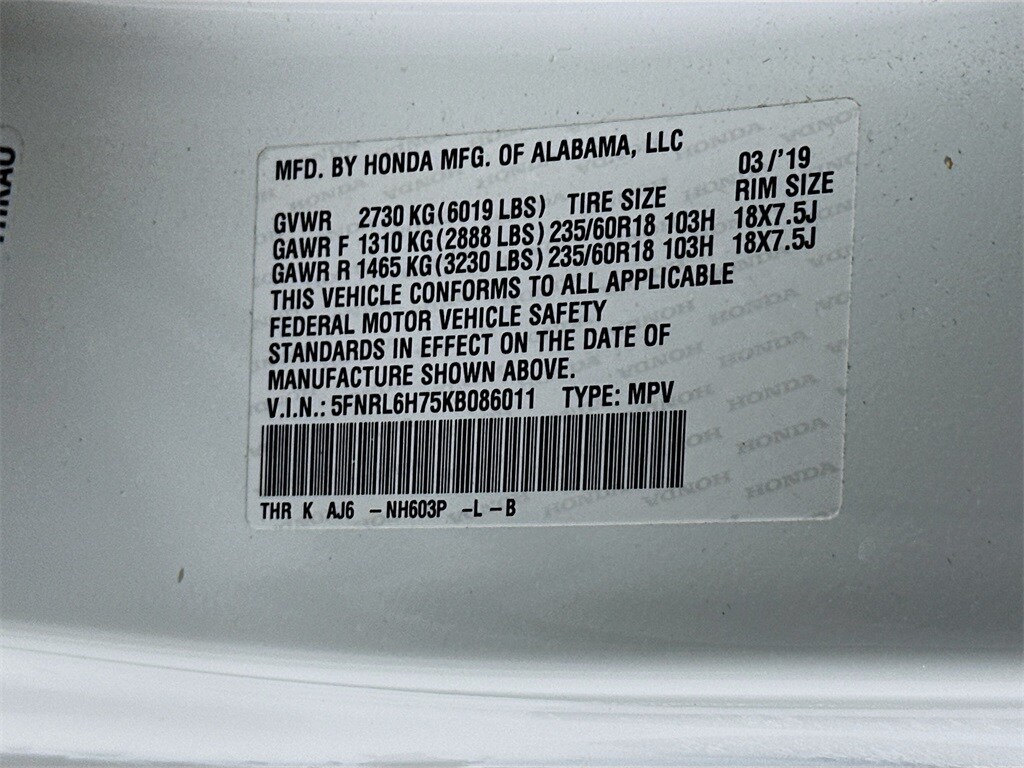 MFD. BY HONDA MFG. OF ALABAMA, LLC
03/'19
GVWR 2730 KG(6019 LBS) TIRE SIZE RIM SIZE
GAWR F 1310 KG(2888 LBS) 235/60R18 103H 18X7.5J
GAWR R 1465 KG(3230 LBS) 235/60R18 103H 18X7.5J
THIS VEHICLE CONFORMS TO ALL APPLICABLE
FEDERAL MOTOR VEHICLE SAFETY
STANDARDS IN EFFECT ON THE DATE OF
MANUFACTURE SHOWN ABOVE.
V.I.N.: 5FNRL6H75KB086011 TYPE: MPV
THR K AJ6 -NH603P -L -B